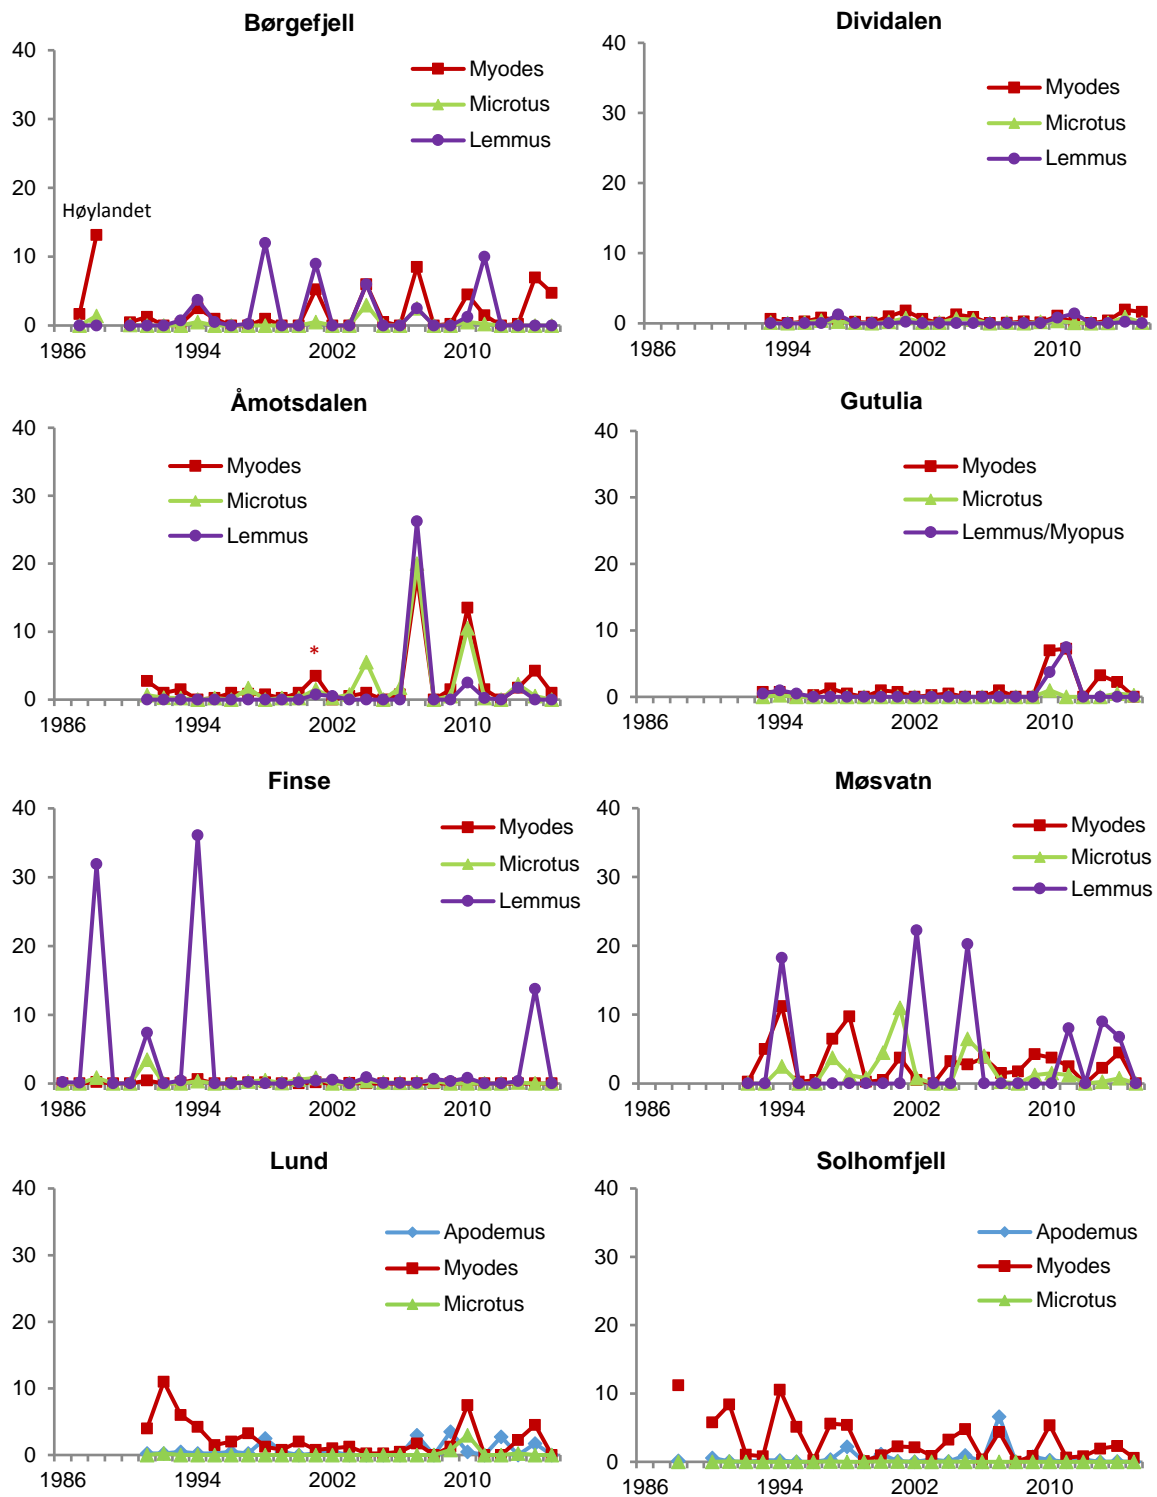 Børgefjell
40
30
20
10
0
Myodes
Microtus
Lemmus
Høylandet
1986
1994
2002
2010
Dividalen
40
30
20
10
0
Myodes
Microtus
Lemmus
1986
1994
2002
2010
Åmotsdalen
40
30
20
10
0
Myodes
Microtus
Lemmus
*
1986
1994
2002
2010
Gutulia
40
30
20
10
0
Myodes
Microtus
Lemmus/Myopus
1986
1994
2002
2010
Finse
40
30
20
10
0
Myodes
Microtus
Lemmus
1986
1994
2002
2010
Møsvatn
40
30
20
10
0
Myodes
Microtus
Lemmus
1986
1994
2002
2010
Lund
40
30
20
10
0
Apodemus
Myodes
Microtus
1986
1994
2002
2010
Solhomfjell
40
30
20
10
0
Apodemus
Myodes
Microtus
1986
1994
2002
2010